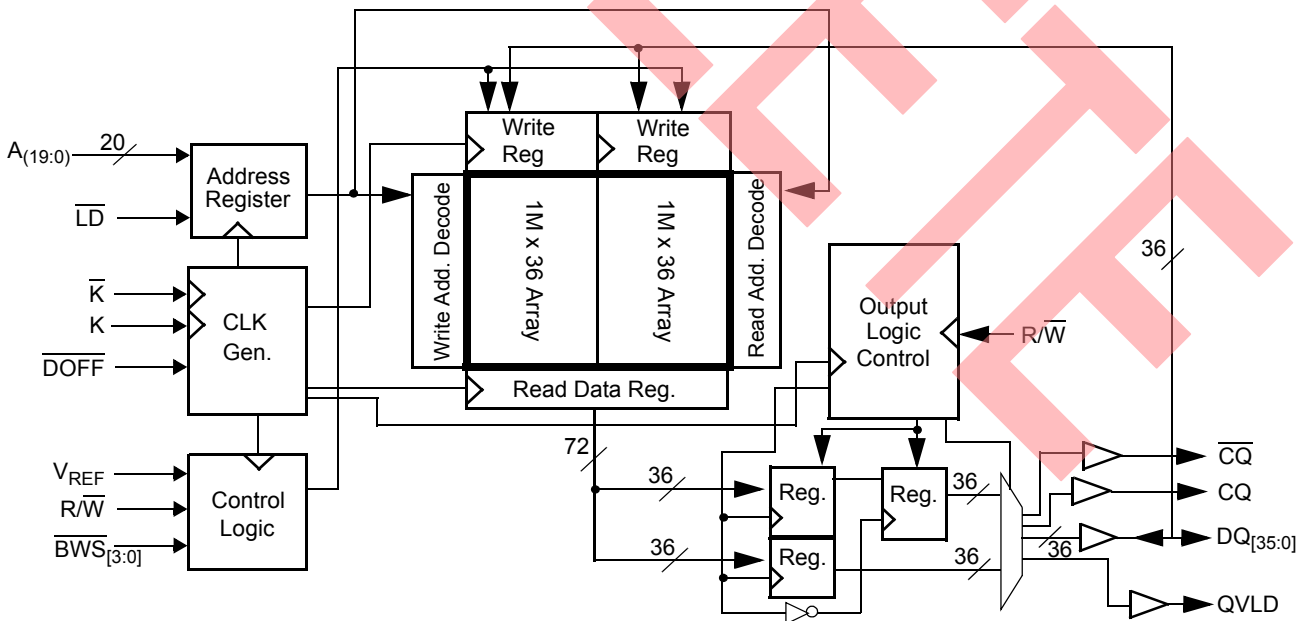 A(19:0)
20
LD
Address
Register
K
K
DOFF
CLK
Gen.
VREF
R/W
BWS[3:0]
Control
Logic
Write
Reg
Write
Reg
Write Add. Decode
1M x 36 Array
1M x 36 Array
Read Add. Decode
Read Data Reg.
72
36
36
Output
Logic
Control
R/W
36
Reg.
Reg.
Reg.
36
36
36
CQ
CQ
DQ[35:0]
QVLD
ETE